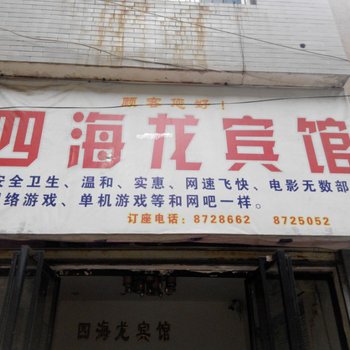 顾客您好！
四海龙宾馆
安全卫生、温和、实惠、网速飞快、电影无数部
网络游戏、单机游戏等和网吧一样。
订座电话：8728662 8725052
四海龙宾馆